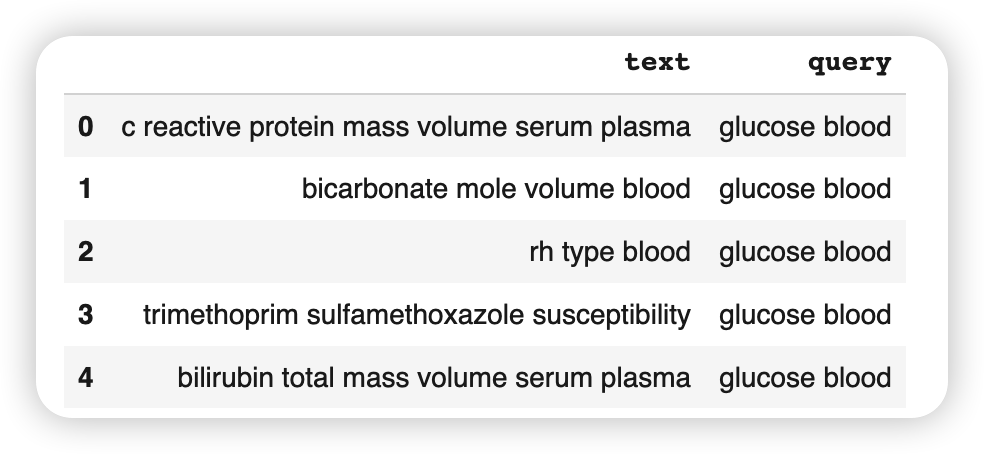 text query
0 c reactive protein mass volume serum plasma glucose blood
1 bicarbonate mole volume blood glucose blood
2 rh type blood glucose blood
3 trimethoprim sulfamethoxazole susceptibility glucose blood
4 bilirubin total mass volume serum plasma glucose blood